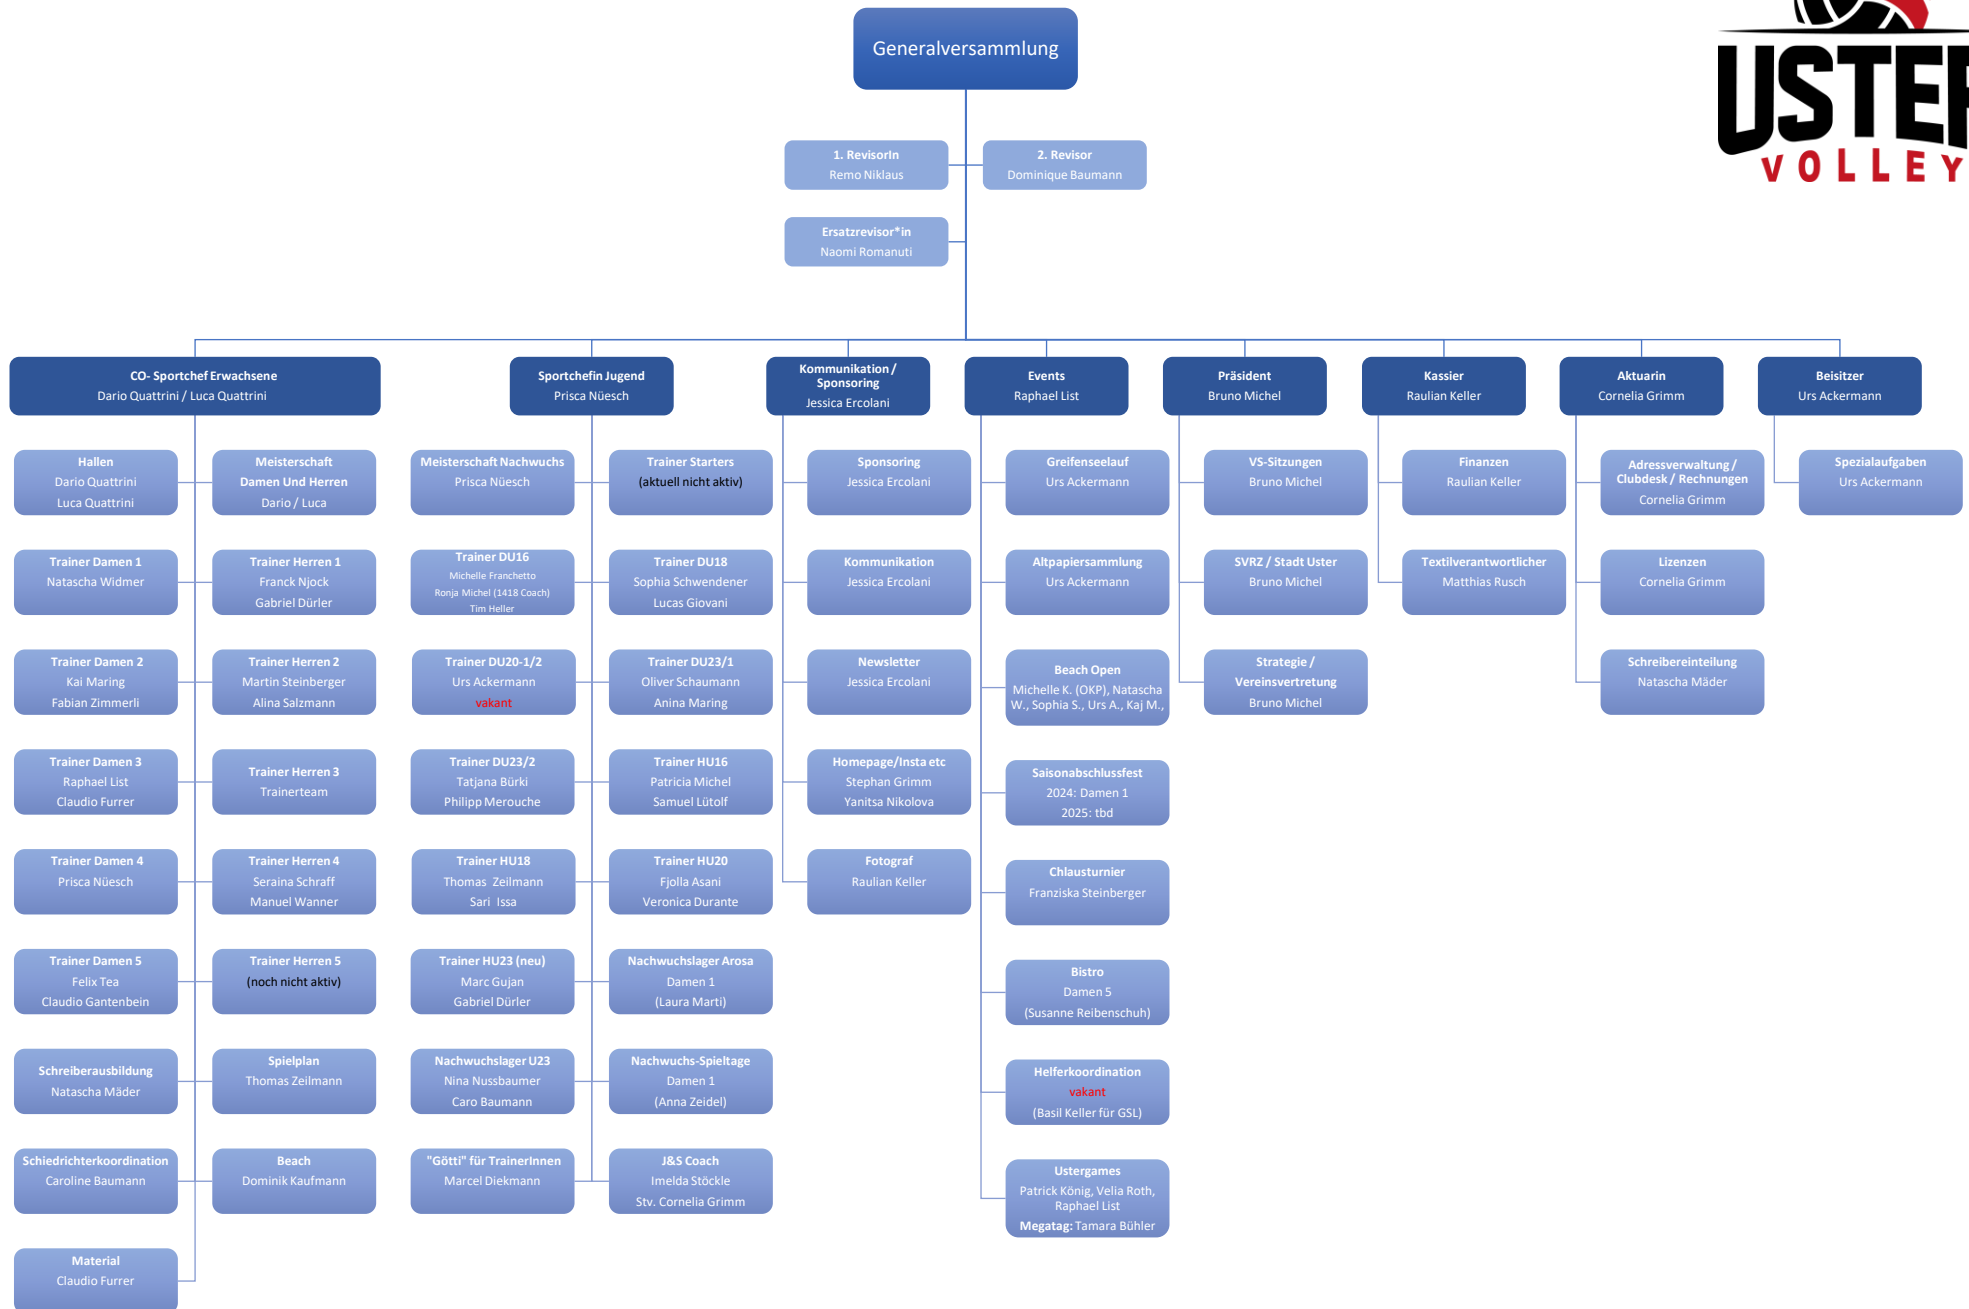 Generalversammlung
USTER
VOLLEY
1. RevisorIn
Remo Niklaus
2. Revisor
Dominique Baumann
Ersatzrevisor*in
Naomi Romanuti
CO- Sportchef Erwachsene
Dario Quattrini / Luca Quattrini
Hallen
Dario Quattrini
Luca Quattrini
Meisterschaft
Damen Und Herren
Dario / Luca
Trainer Damen 1
Natascha Widmer
Trainer Herren 1
Franck Njock
Gabriel Dürler
Trainer Damen 2
Kai Maring
Fabian Zimmerli
Trainer Herren 2
Martin Steinberger
Alina Salzmann
Trainer Damen 3
Raphael List
Claudio Furrer
Trainer Herren 3
Trainerteam
Trainer Damen 4
Prisca Nüesch
Trainer Herren 4
Seraina Schraff
Manuel Wanner
Trainer Damen 5
Felix Tea
Claudio Gantenbein
Trainer Herren 5
(noch nicht aktiv)
Schreiberausbildung
Natascha Mäder
Spielplan
Thomas Zeilmann
Schiedrichterkoordination
Caroline Baumann
Beach
Dominik Kaufmann
Material
Claudio Furrer
Sportchefin Jugend
Prisca Nüesch
Meisterschaft Nachwuchs
Prisca Nüesch
Trainer Starters
(aktuell nicht aktiv)
Trainer DU16
Michelle Franchetto
Ronja Michel (1418 Coach)
Tim Heller
Trainer DU18
Sophia Schwendener
Lucas Giovani
Trainer DU20-1/2
Urs Ackermann
vakant
Trainer DU23/1
Oliver Schaumann
Anina Maring
Trainer DU23/2
Tatjana Bürki
Philipp Merouche
Trainer HU16
Patricia Michel
Samuel Lütolf
Trainer HU18
Thomas Zeilmann
Sari Issa
Trainer HU20
Fjolla Asani
Veronica Durante
Trainer HU23 (neu)
Marc Gujan
Gabriel Dürler
Nachwuchslager Arosa
Damen 1
(Laura Marti)
Nachwuchslager U23
Nina Nussbaumer
Caro Baumann
Nachwuchs-Spieltage
Damen 1
(Anna Zeidel)
"Götti" für TrainerInnen
Marcel Diekmann
J&S Coach
Imelda Stöckle
Stv. Cornelia Grimm
Kommunikation /
Sponsoring
Jessica Ercolani
Sponsoring
Jessica Ercolani
Kommunikation
Jessica Ercolani
Newsletter
Jessica Ercolani
Homepage/Insta etc
Stephan Grimm
Yanitsa Nikolova
Fotograf
Raulian Keller
Events
Raphael List
Greifenseelauf
Urs Ackermann
Altpapiersammlung
Urs Ackermann
Beach Open
Michelle K. (OKP), Natascha
W., Sophia S., Urs A., Kaj M.,
Saisonabschlussfest
2024: Damen 1
2025: tbd
Chlausturnier
Franziska Steinberger
Bistro
Damen 5
(Susanne Reibenschuh)
Helferkoordination
vakant
(Basil Keller für GSL)
Ustergames
Patrick König, Velia Roth,
Raphael List
Megatag: Tamara Bühler
Präsident
Bruno Michel
VS-Sitzungen
Bruno Michel
SVRZ / Stadt Uster
Bruno Michel
Strategie /
Vereinsvertretung
Bruno Michel
Kassier
Raulian Keller
Finanzen
Raulian Keller
Textilverantwortlicher
Matthias Rusch
Aktuarin
Cornelia Grimm
Adressverwaltung /
Clubdesk / Rechnungen
Cornelia Grimm
Lizenzen
Cornelia Grimm
Schreibereinteilung
Natascha Mäder
Beisitzer
Urs Ackermann
Spezialaufgaben
Urs Ackermann